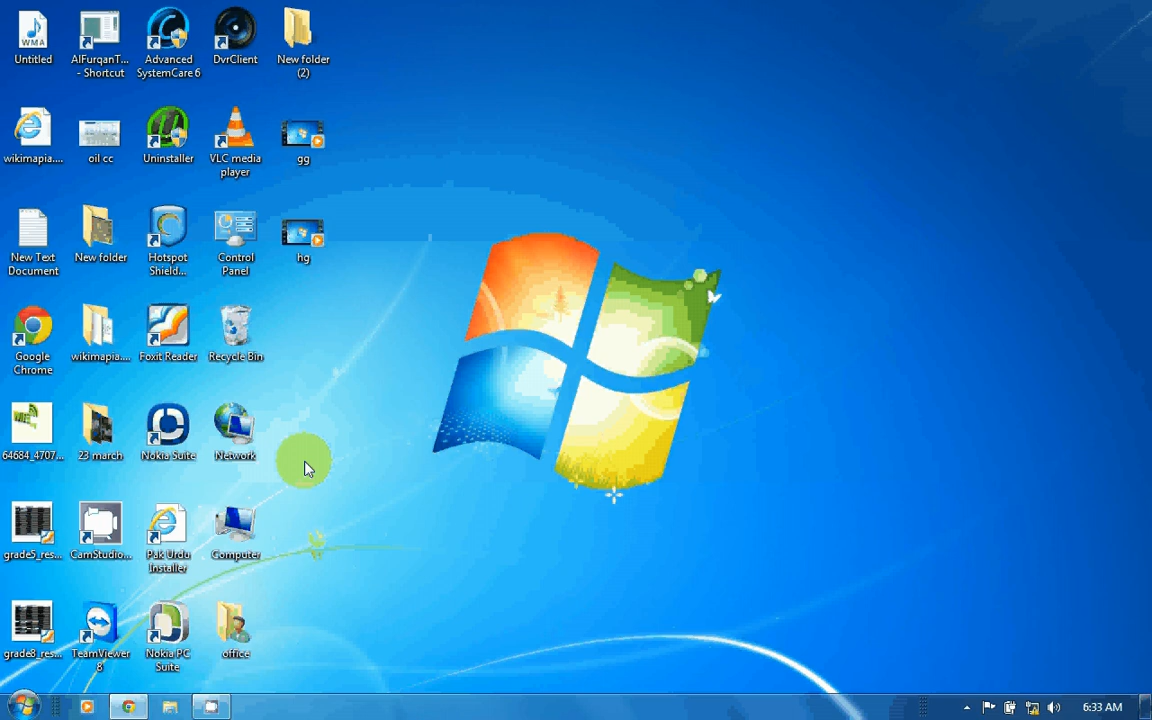 Untitled
AlFurqanT...
- Shortcut
Advanced
SystemCare 6
DvrClient
New folder
(2)
WMA
wikimapia....
oil cc
Uninstaller
VLC media
player
gg
New Text
Document
New folder
Hotspot
Shield...
Control
Panel
hg
Google
Chrome
wikimapia....
Foxit Reader
Recycle Bin
64684_4707...
23 march
Nokia Suite
Network
grade5_res...
CamStudio...
Pak Urdu
Installer
Computer
grade8_res...
TeamViewer
8
Nokia PC
Suite
office
6:33 AM